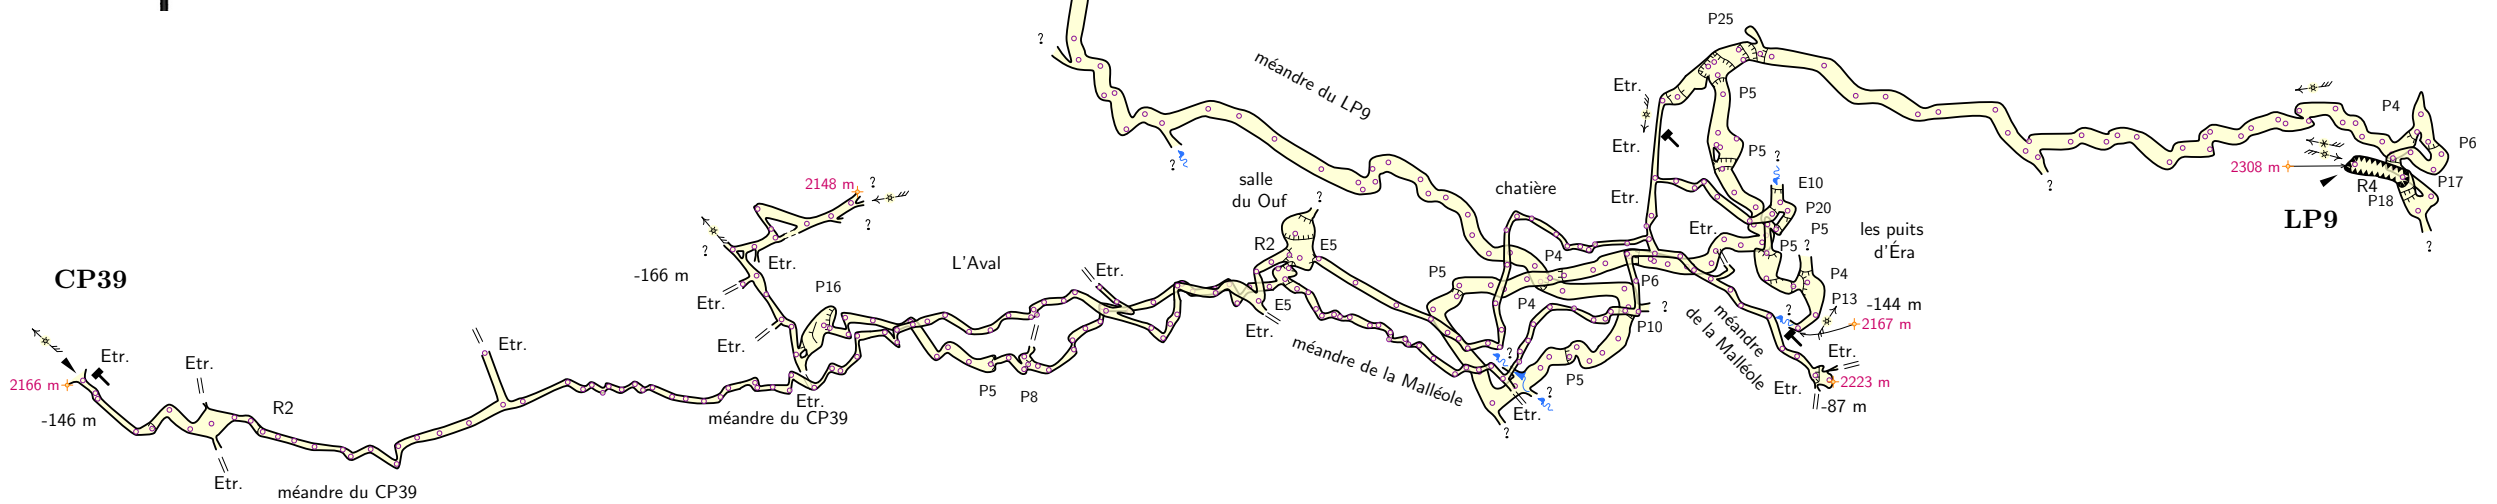 P25
?
méandre du LP9
Etr.
P5
P4
Etr.
P5
?
P6
?
2308 m
R4
P17
?
E10
P18
LP9
?
2148 m
?
?
salle
du Ouf
?
chatière
Etr.
P20
P5
les puits
d'Éra
?
Etr.
-166 m
L'Aval
R2
E5
P4
Etr.
P5
?
P4
CP39
Etr.
Etr.
P16
Etr.
P5
P6
P13
-144 m
E5
P4
?
?
2167 m
méandre
de la Malléole
Etr.
P10
Etr.
Etr.
Etr.
Etr.
méandre de la Malléole
?
Etr.
2166 m
P5
P8
P5
Etr.
2223 m
-146 m
R2
Etr.
méandre du CP39
?
Etr.
-87 m
?
Etr.
méandre du CP39